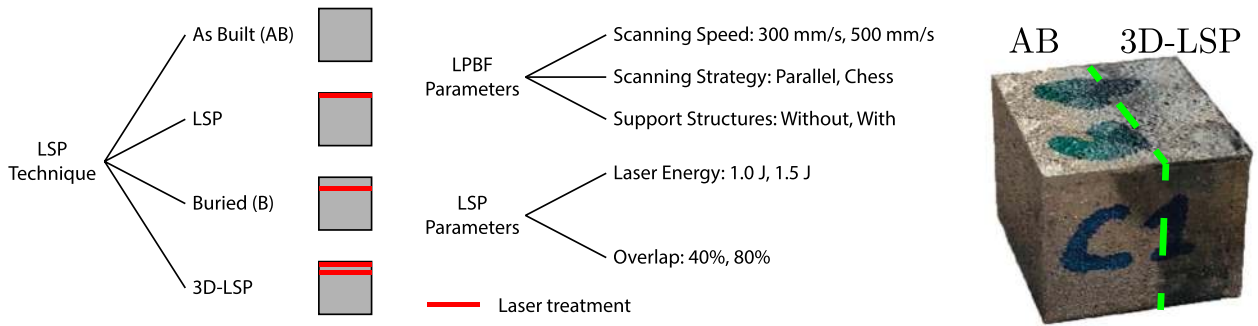 LSP
Technique
As Built (AB)
LSP
Buried (B)
3D-LSP
LPBF
Parameters
Scanning Speed: 300 mm/s, 500 mm/s
Scanning Strategy: Parallel, Chess
Support Structures: Without, With
LSP
Parameters
Laser Energy: 1.0 J, 1.5 J
Overlap: 40%, 80%
Laser treatment
AB 3D-LSP
C1